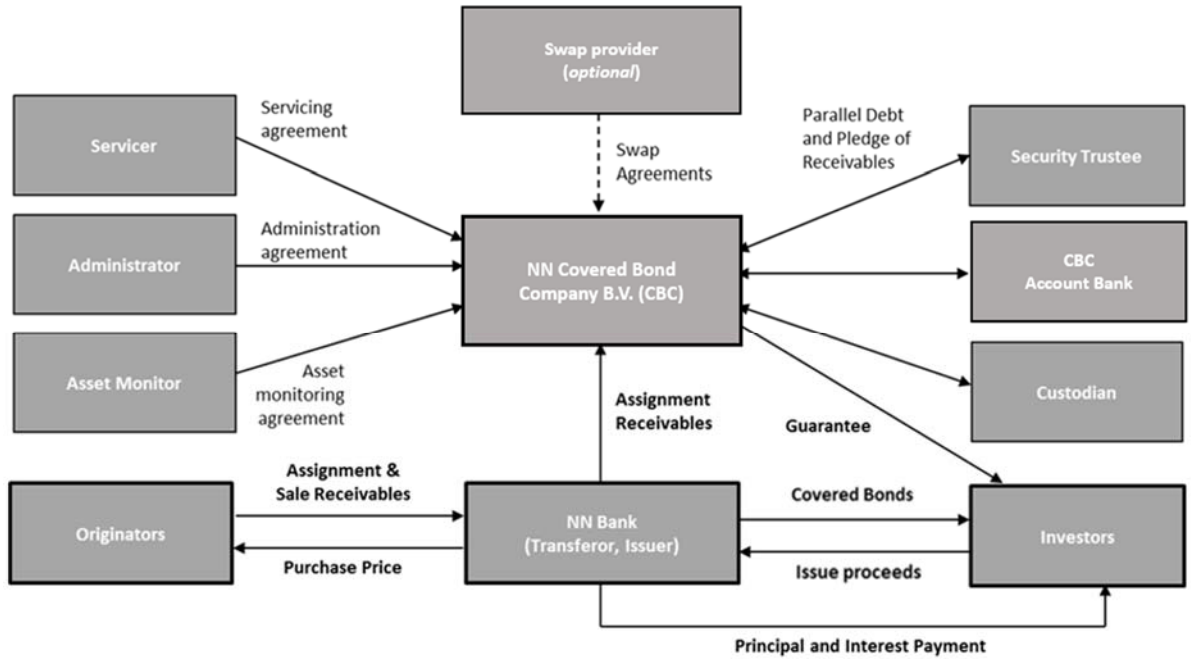 Swap provider
(optional)
Servicing
agreement
Servicer
Swap
Agreements
Parallel Debt
and Pledge of
Receivables
Security Trustee
Administration
agreement
Administrator
NN Covered Bond
Company B.V. (CBC)
CBC
Account Bank
Asset Monitor
Asset
monitoring
agreement
Assignment
Receivables
Guarantee
Custodian
Assignment &
Sale Receivables
Originators
Purchase Price
NN Bank
(Transferor, Issuer)
Covered Bonds
Issue proceeds
Investors
Principal and Interest Payment